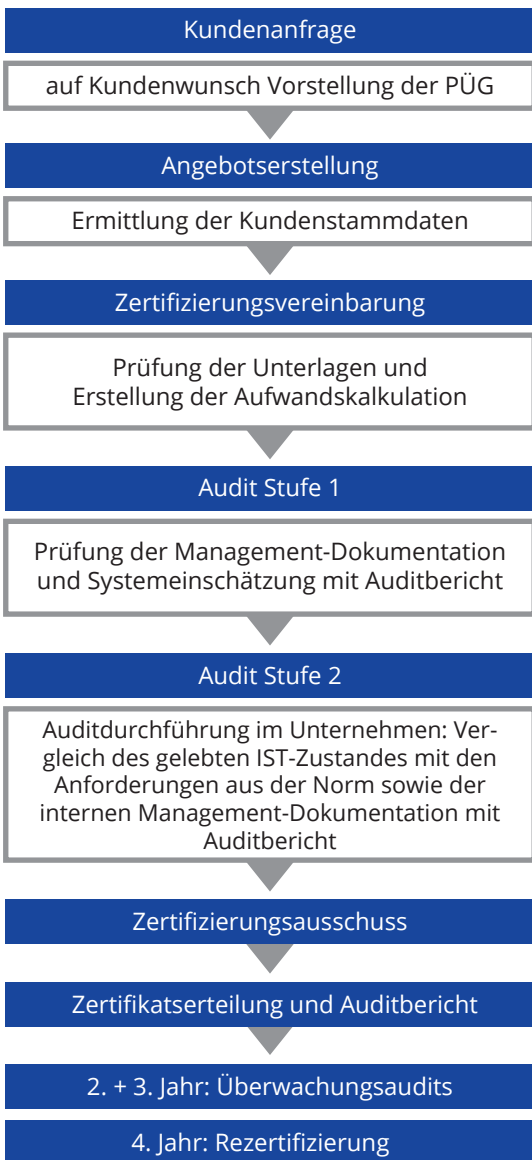 Kundenanfrage
auf Kundenwunsch Vorstellung der PÜG
Angebotserstellung
Ermittlung der Kundenstammdaten
Zertifizierungsvereinbarung
Prüfung der Unterlagen und
Erstellung der Aufwandskalkulation
Audit Stufe 1
Prüfung der Management-Dokumentation
und Systemeinschätzung mit Auditbericht
Audit Stufe 2
Auditdurchführung im Unternehmen: Ver-
gleich des gelebten IST-Zustandes mit den
Anforderungen aus der Norm sowie der
internen Management-Dokumentation mit
Auditbericht
Zertifizierungsausschuss
Zertifikatserteilung und Auditbericht
2. + 3. Jahr: Überwachungsaudits
4. Jahr: Rezertifizierung